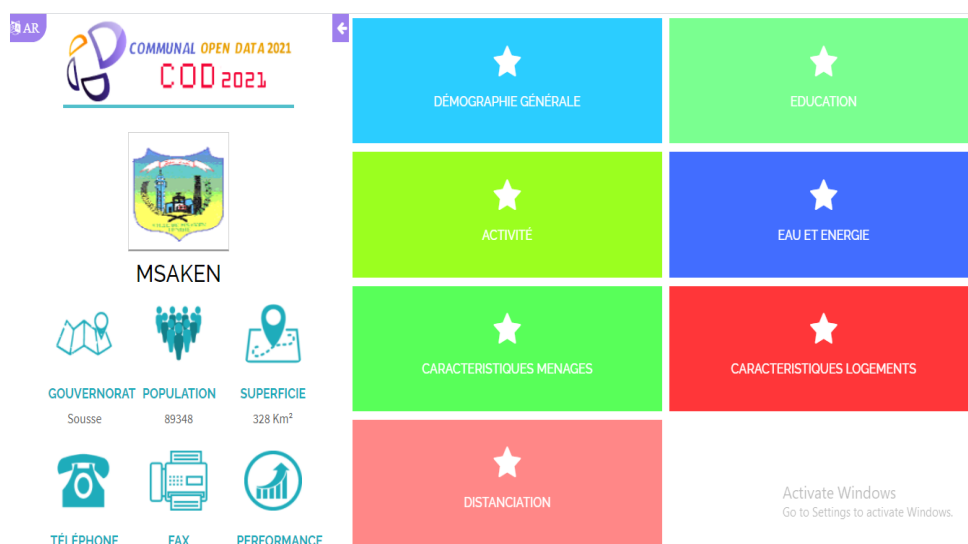 AR
COMMUNAL OPEN DATA 2021
COD 2021
MSAKEN
GOUVERNORAT
Sousse
POPULATION
89348
SUPERFICIE
328 Km²
TÉLÉPHONE
FAX
PERFORMANCE
DÉMOGRAPHIE GÉNÉRALE
EDUCATION
ACTIVITÉ
EAU ET ENERGIE
CARACTERISTIQUES MENAGES
CARACTERISTIQUES LOGEMENTS
DISTANCIATION
Activate Windows
Go to Settings to activate Windows.